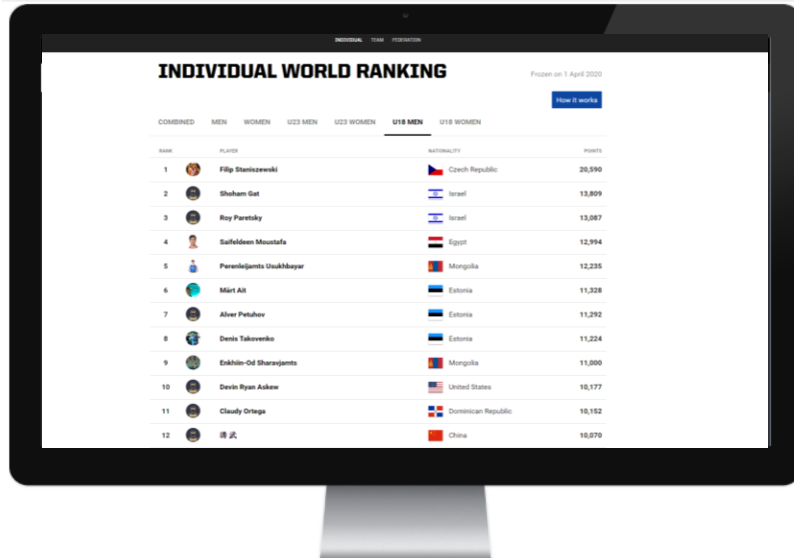 INDIVIDUAL TEAM FEDERATION
INDIVIDUAL WORLD RANKING
Frozen on 1 April 2020
How it works
COMBINED MEN WOMEN U23 MEN U23 WOMEN U18 MEN U18 WOMEN
RANK PLAYER NATIONALITY POINTS
1 Filip Staniszewski Czech Republic 20,590
2 Shoham Gat Israel 13,809
3 Roy Paretsky Israel 13,087
4 Saifeldeen Moustafa Egypt 12,994
5 Perenleijamts Usukhbayar Mongolia 12,235
6 Märt Ait Estonia 11,328
7 Alver Petuhov Estonia 11,292
8 Denis Takovenko Estonia 11,224
9 Enkhiin-Od Sharavjamts Mongolia 11,000
10 Devin Ryan Askew United States 10,177
11 Claudy Ortega Dominican Republic 10,152
12 武 China 10,070